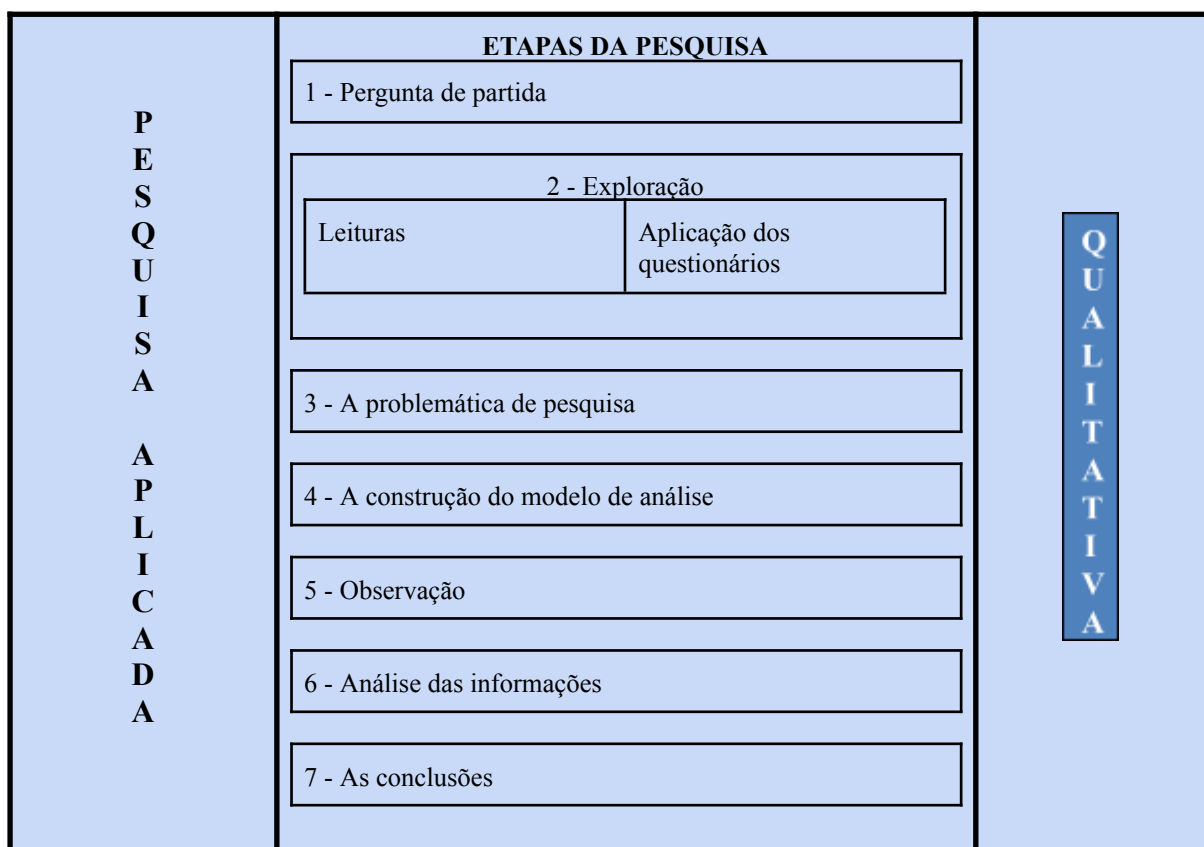 PESQUISA APLICADA
ETAPAS DA PESQUISA
1 - Pergunta de partida
2 - Exploração
Leituras
Aplicação dos
questionários
3 - A problemática de pesquisa
4 - A construção do modelo de análise
5 - Observação
6 - Análise das informações
7 - As conclusões
QUALITATIVA